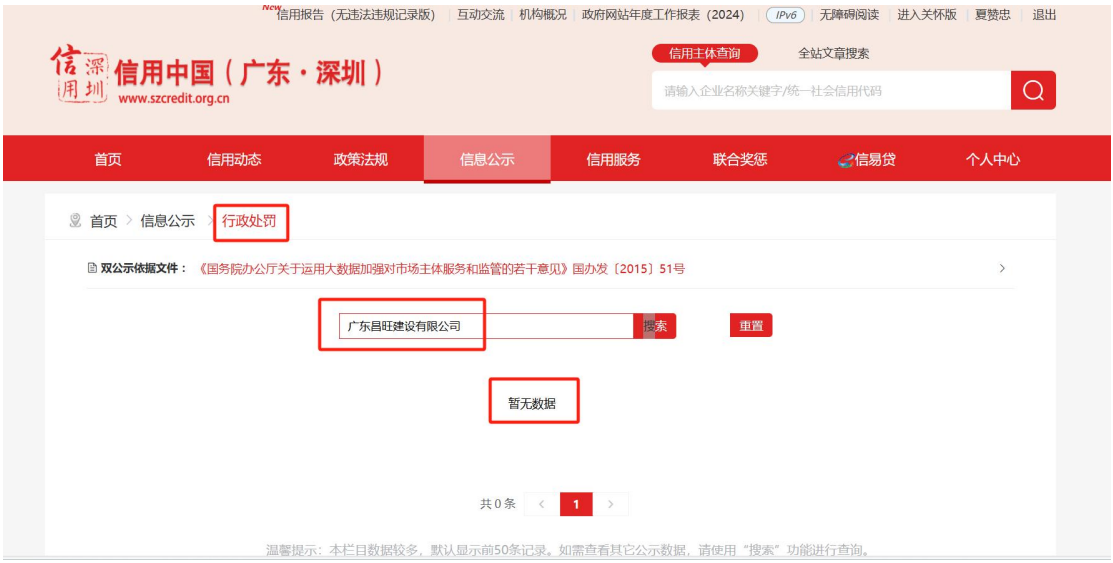 New
信用报告 (无违法违规记录版) 互动交流 机构概况 政府网站年度工作报表 (2024) IPv6 无障碍阅读 进入关怀版 夏赞忠 退出
信用深圳 信用中国（广东·深圳）
www.szcredit.org.cn
信用主体查询 全站文章搜索
请输入企业名称关键字/统一社会信用代码
首页 信用动态 政策法规 信息公示 信用服务 联合奖惩 信易贷 个人中心
首页 > 信息公示 > 行政处罚
双公示依据文件： 《国务院办公厅关于运用大数据加强对市场主体服务和监管的若干意见》国办发〔2015〕51号 >
广东昌旺建设有限公司 搜索 重置
暂无数据
共 0 条 < 1 >
温馨提示：本栏目数据较多，默认显示前50条记录。如需查看其它公示数据，请使用“搜索”功能进行查询。